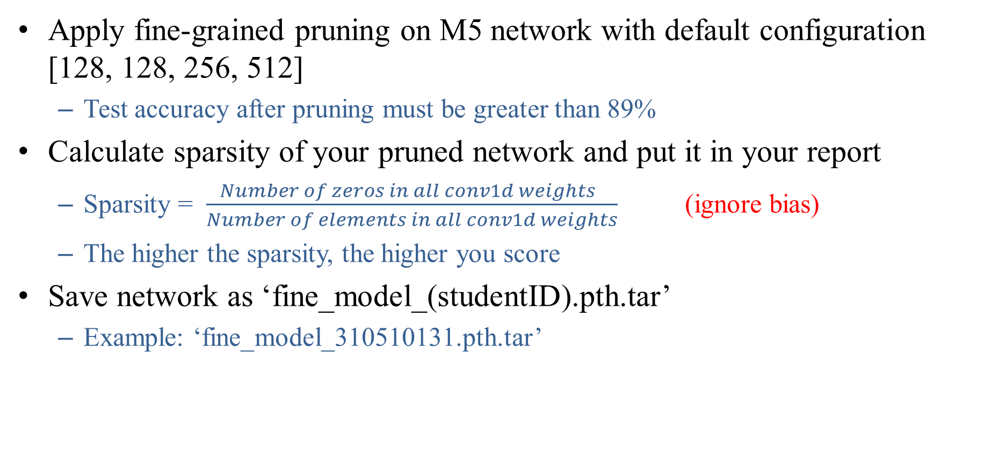 • Apply fine-grained pruning on M5 network with default configuration
[128, 128, 256, 512]
– Test accuracy after pruning must be greater than 89%
• Calculate sparsity of your pruned network and put it in your report
– Sparsity = Number of zeros in all conv1d weights / Number of elements in all conv1d weights (ignore bias)
– The higher the sparsity, the higher you score
• Save network as ‘fine_model_(studentID).pth.tar’
– Example: ‘fine_model_310510131.pth.tar’